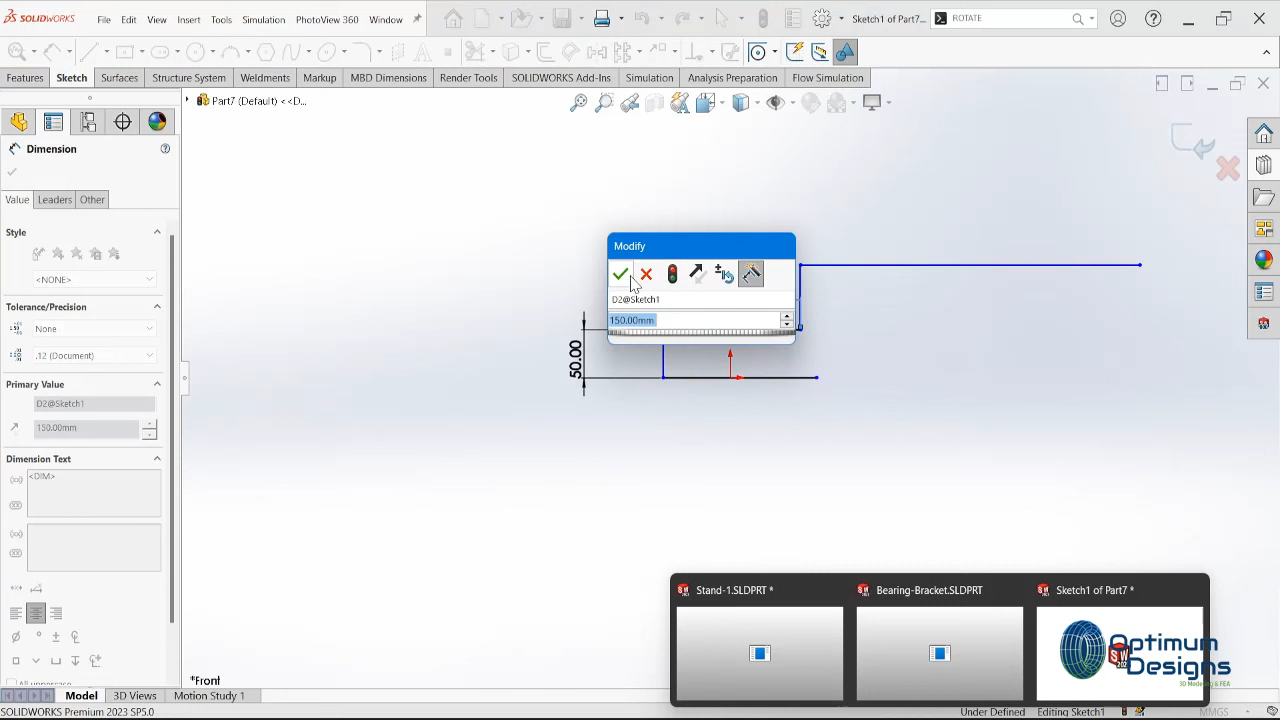 SOLIDWORKS
File
Edit
View
Insert
Tools
Simulation
PhotoView 360
Window
Sketch1 of Part7 *
ROTATE
Features
Sketch
Surfaces
Structure System
Weldments
Markup
MBD Dimensions
Render Tools
SOLIDWORKS Add-Ins
Simulation
Analysis Preparation
Flow Simulation
Part7 (Default) <<D...
Dimension
Value
Leaders
Other
Style
<NONE>
Tolerance/Precision
None
.12 (Document)
Primary Value
D2@Sketch1
150.00mm
Dimension Text
<DIM>
Modify
D2@Sketch1
150.00mm
50.00
Stand-1.SLDPRT *
Bearing-Bracket.SLDPRT
Sketch1 of Part7 *
Optimum
Designs
3D Modeling & FEA
*Front
Model
3D Views
Motion Study 1
SOLIDWORKS Premium 2023 SP5.0
Under Defined
Editing Sketch1
MMGS